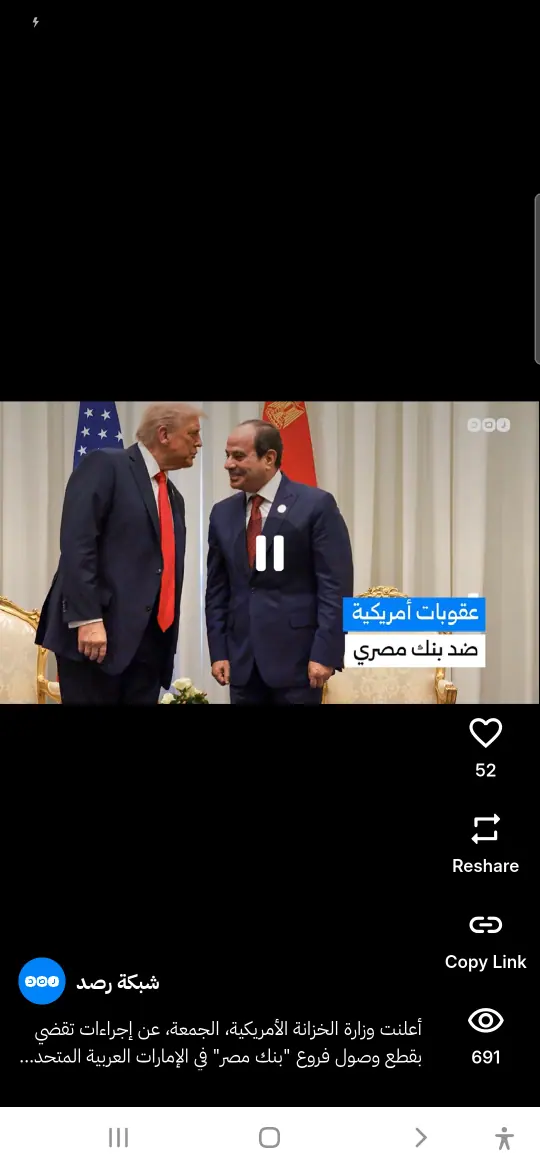 عقوبات أمريكية
ضد بنك مصري
52
Reshare
Copy Link
شبكة رصد
أعلنت وزارة الخزانة الأمريكية، الجمعة، عن إجراءات تقضي
بقطع وصول فروع "بنك مصر" في الإمارات العربية المتحد...
691